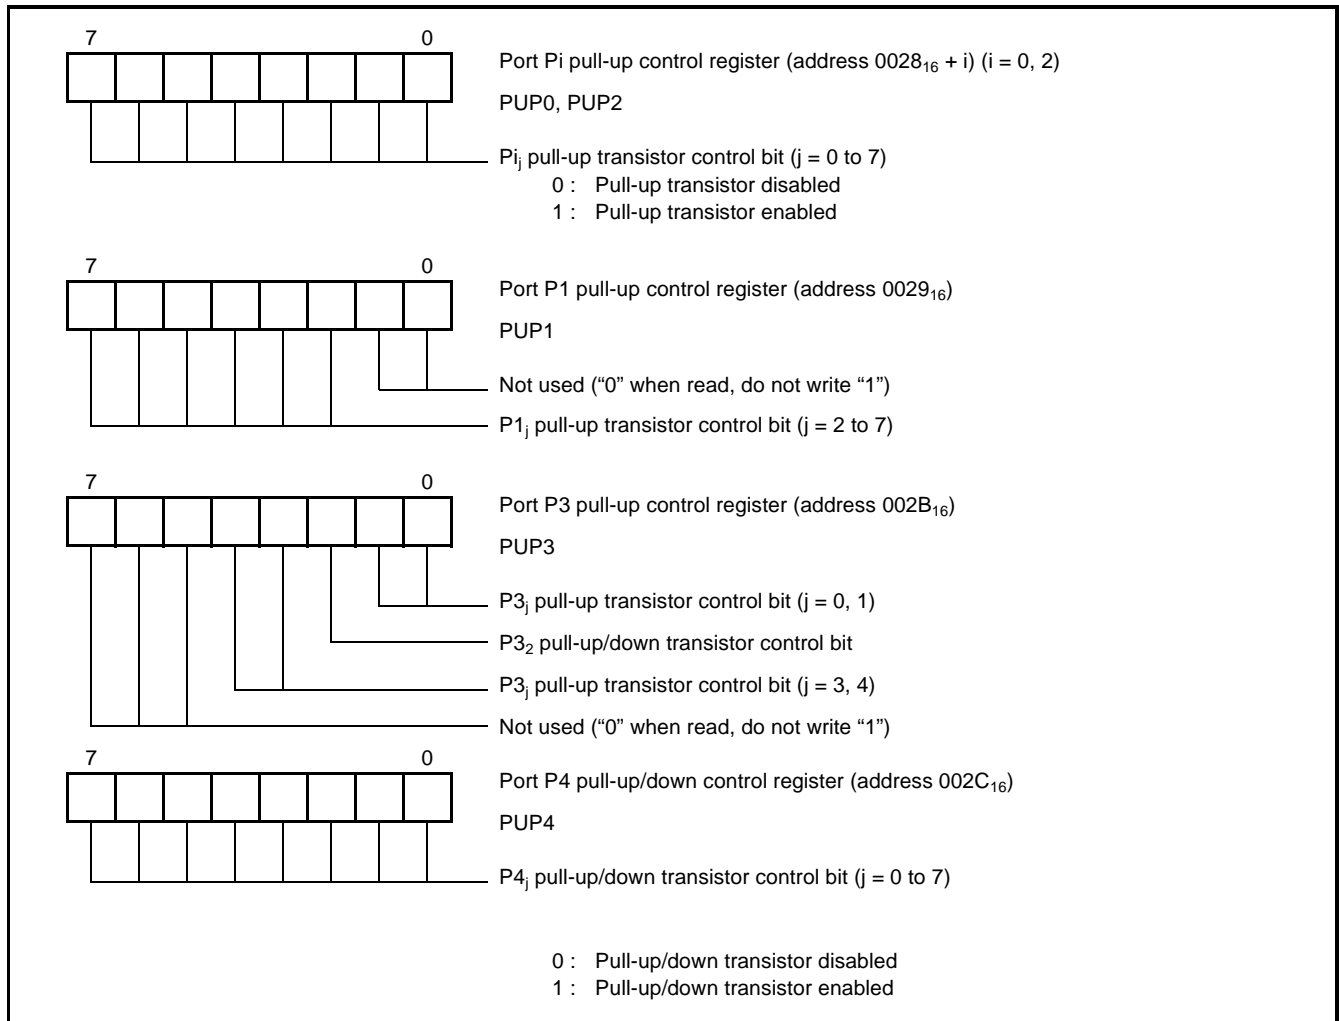 7 0
Port Pi pull-up control register (address 0028₁₆ + i) (i = 0, 2)
PUP0, PUP2
Piⱼ pull-up transistor control bit (j = 0 to 7)
0 : Pull-up transistor disabled
1 : Pull-up transistor enabled
7 0
Port P1 pull-up control register (address 0029₁₆)
PUP1
Not used (“0” when read, do not write “1”)
P1ⱼ pull-up transistor control bit (j = 2 to 7)
7 0
Port P3 pull-up control register (address 002B₁₆)
PUP3
P3ⱼ pull-up transistor control bit (j = 0, 1)
P3₂ pull-up/down transistor control bit
P3ⱼ pull-up transistor control bit (j = 3, 4)
Not used (“0” when read, do not write “1”)
7 0
Port P4 pull-up/down control register (address 002C₁₆)
PUP4
P4ⱼ pull-up/down transistor control bit (j = 0 to 7)
0 : Pull-up/down transistor disabled
1 : Pull-up/down transistor enabled